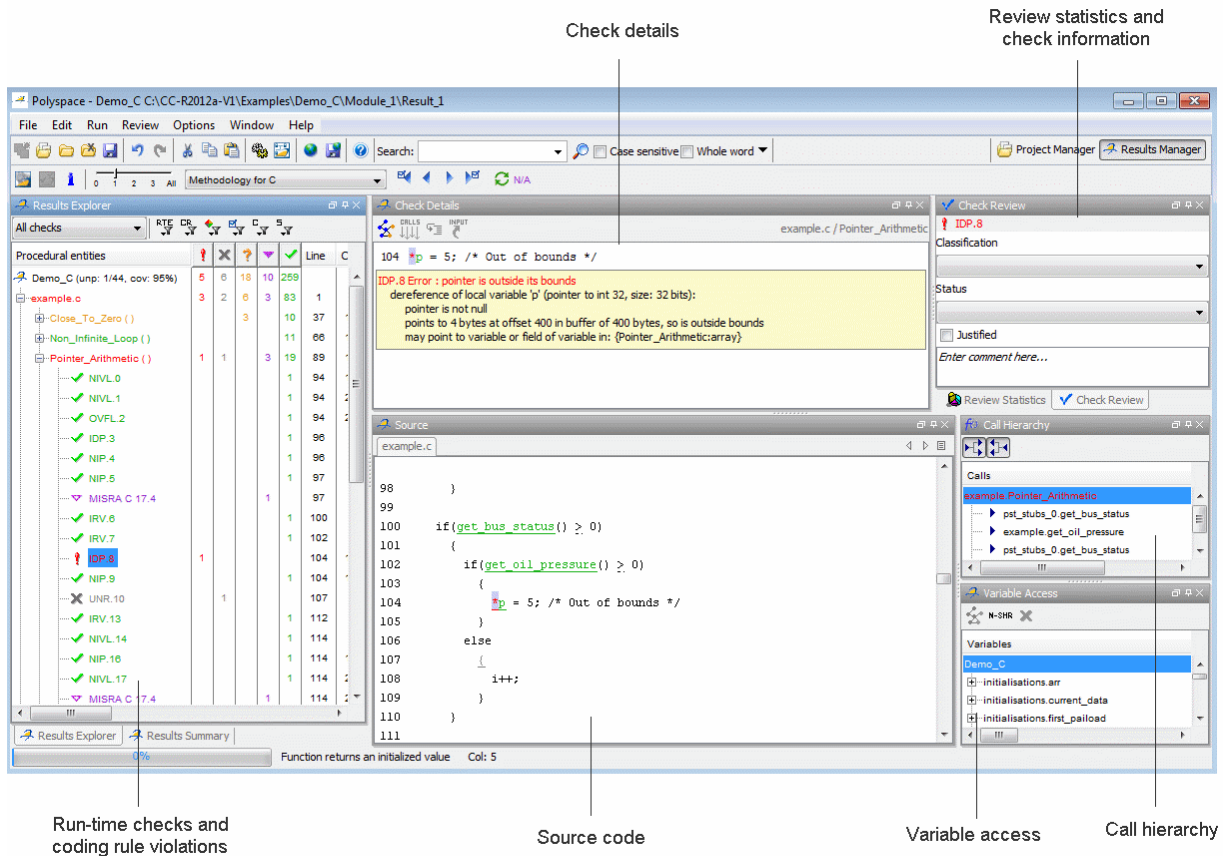 Check details
Review statistics and
check information
Polyspace - Demo_C C:\CC-R2012a-V1\Examples\Demo_C\Module_1\Result_1
File Edit Run Review Options Window Help
Search:
Case sensitive
Whole word
Project Manager
Results Manager
0 1 2 3 All
Methodology for C
N/A
Results Explorer
All checks
RTE CR C S
Procedural entities
! X ? Line C
Demo_C (unp: 1/44, cov: 95%) 5 6 18 10 259
example.c 3 2 6 3 83 1
Close_To_Zero () 3 10 37
Non_Infinite_Loop () 11 66
Pointer_Arithmetic () 1 1 3 19 89
NIVL.0 1 94
NIVL.1 1 94
OVFL.2 1 94
IDP.3 1 96
NIP.4 1 96
NIP.5 1 97
MISRA C 17.4 1 97
IRV.6 1 100
IRV.7 1 102
IDP.8 1 104
NIP.9 1 104
UNR.10 1 107
IRV.13 1 112
NIVL.14 1 114
NIP.16 1 114
NIVL.17 1 114
MISRA C 17.4 1 114
Results Explorer
Results Summary
0%
Function returns an initialized value Col: 5
Check Details
CALLS
INPUT
example.c / Pointer_Arithmetic
104 *p = 5; /* Out of bounds */
IDP.8 Error : pointer is outside its bounds
dereference of local variable 'p' (pointer to int 32, size: 32 bits):
pointer is not null
points to 4 bytes at offset 400 in buffer of 400 bytes, so is outside bounds
may point to variable or field of variable in: {Pointer_Arithmetic:array}
Source
example.c
98 }
99
100 if(get_bus_status() > 0)
101 {
102 if(get_oil_pressure() > 0)
103 {
104 *p = 5; /* Out of bounds */
105 }
106 else
107 {
108 i++;
109 }
110 }
111
Check Review
! IDP.8
Classification
Status
Justified
Enter comment here...
Review Statistics
Check Review
f(x) Call Hierarchy
Calls
example.Pointer_Arithmetic
pst_stubs_0.get_bus_status
example.get_oil_pressure
pst_stubs_0.get_bus_status
Variable Access
N-SHR
Variables
Demo_C
initialisations.arr
initialisations.current_data
initialisations.first_paiload
Run-time checks and
coding rule violations
Source code
Variable access
Call hierarchy